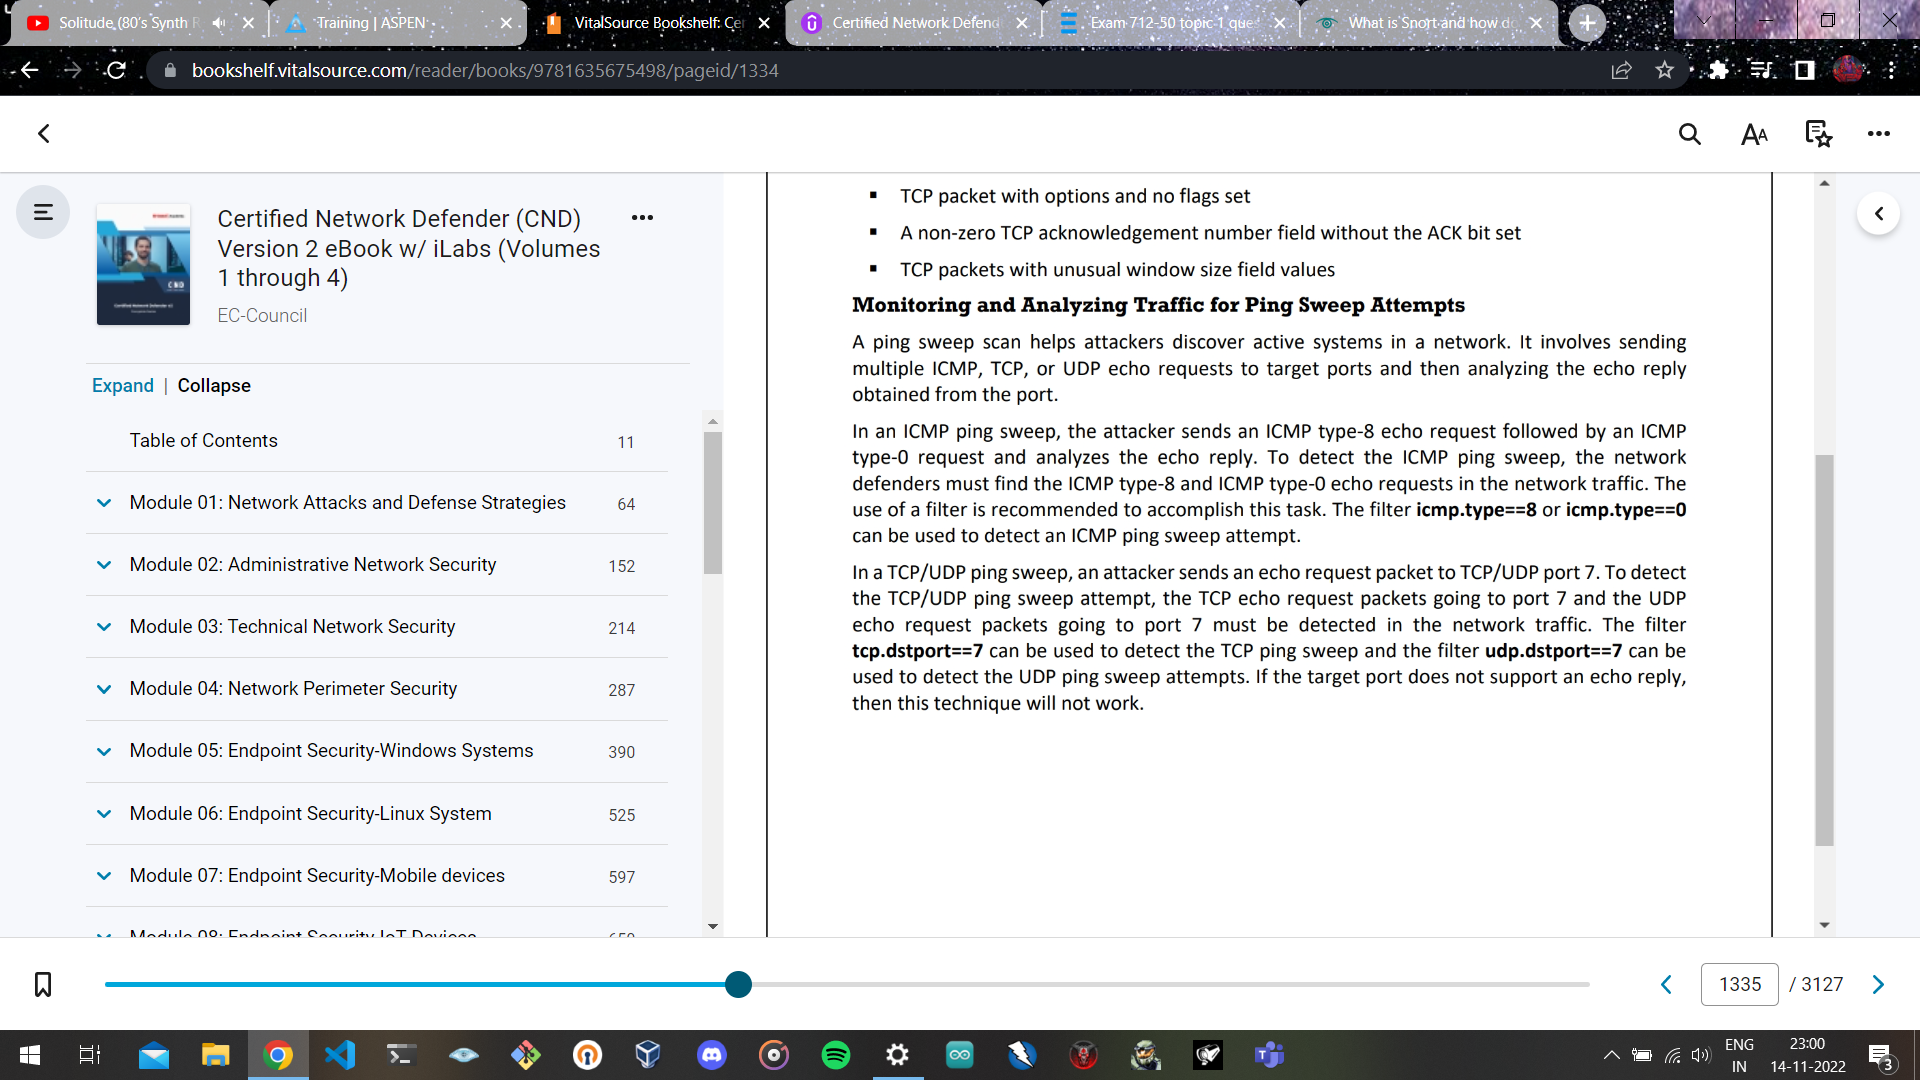 Solitude (80's Synth R
Training | ASPEN
VitalSource Bookshelf: Cer
Certified Network Defend
Exam 712-50 topic 1 ques
What is Snort and how do
bookshelf.vitalsource.com/reader/books/9781635675498/pageid/1334
Certified Network Defender (CND)
Version 2 eBook w/ iLabs (Volumes
1 through 4)
EC-Council
Expand | Collapse
Table of Contents 11
Module 01: Network Attacks and Defense Strategies 64
Module 02: Administrative Network Security 152
Module 03: Technical Network Security 214
Module 04: Network Perimeter Security 287
Module 05: Endpoint Security-Windows Systems 390
Module 06: Endpoint Security-Linux System 525
Module 07: Endpoint Security-Mobile devices 597
Module 08: Endpoint Security-IoT Devices
▪ TCP packet with options and no flags set
▪ A non-zero TCP acknowledgement number field without the ACK bit set
▪ TCP packets with unusual window size field values
Monitoring and Analyzing Traffic for Ping Sweep Attempts
A ping sweep scan helps attackers discover active systems in a network. It involves sending
multiple ICMP, TCP, or UDP echo requests to target ports and then analyzing the echo reply
obtained from the port.
In an ICMP ping sweep, the attacker sends an ICMP type-8 echo request followed by an ICMP
type-0 request and analyzes the echo reply. To detect the ICMP ping sweep, the network
defenders must find the ICMP type-8 and ICMP type-0 echo requests in the network traffic. The
use of a filter is recommended to accomplish this task. The filter icmp.type==8 or icmp.type==0
can be used to detect an ICMP ping sweep attempt.
In a TCP/UDP ping sweep, an attacker sends an echo request packet to TCP/UDP port 7. To detect
the TCP/UDP ping sweep attempt, the TCP echo request packets going to port 7 and the UDP
echo request packets going to port 7 must be detected in the network traffic. The filter
tcp.dstport==7 can be used to detect the TCP ping sweep and the filter udp.dstport==7 can be
used to detect the UDP ping sweep attempts. If the target port does not support an echo reply,
then this technique will not work.
1335 / 3127
ENG
IN
23:00
14-11-2022
3